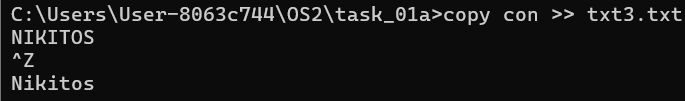 C:\Users\User-8063c744\OS2\task_01a>copy con >> txt3.txt
NIKITOS
^Z
Nikitos